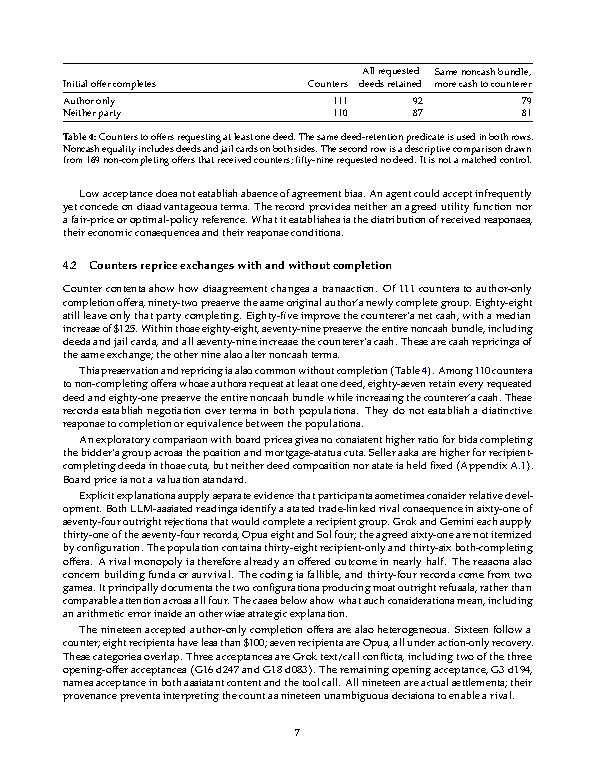 All requested Same noncash bundle,
Initial offer completes Counters deeds retained more cash to counterer
Author only 111 92 79
Neither party 110 87 81
Table 4: Counters to offers requesting at least one deed. The same deed-retention predicate is used in both rows.
Noncash equality includes deeds and jail cards on both sides. The second row is a descriptive comparison drawn
from 169 non-completing offers that received counters; fifty-nine requested no deed. It is not a matched control.
Low acceptance does not establish absence of agreement bias. An agent could accept infrequently
yet concede on disadvantageous terms. The record provides neither an agreed utility function nor
a fair-price or optimal-policy reference. What it establishes is the distribution of received responses,
their economic consequences and their response conditions.
4.2 Counters reprice exchanges with and without completion
Counter contents show how disagreement changes a transaction. Of 111 counters to author-only
completion offers, ninety-two preserve the same original author's newly complete group. Eighty-eight
still leave only that party completing. Eighty-five improve the counterer's net cash, with a median
increase of $125. Within those eighty-eight, seventy-nine preserve the entire noncash bundle, including
deeds and jail cards, and all seventy-nine increase the counterer's cash. These are cash repricings of
the same exchange; the other nine also alter noncash terms.
This preservation and repricing is also common without completion (Table 4). Among 110 counters
to non-completing offers whose authors request at least one deed, eighty-seven retain every requested
deed and eighty-one preserve the entire noncash bundle while increasing the counterer's cash. These
records establish negotiation over terms in both populations. They do not establish a distinctive
response to completion or equivalence between the populations.
An exploratory comparison with board prices gives no consistent higher ratio for bids completing
the bidder's group across the position and mortgage-status cuts. Seller asks are higher for recipient-
completing deeds in those cuts, but neither deed composition nor state is held fixed (Appendix A.1).
Board price is not a valuation standard.
Explicit explanations supply separate evidence that participants sometimes consider relative devel-
opment. Both LLM-assisted readings identify a stated trade-linked rival consequence in sixty-one of
seventy-four outright rejections that would complete a recipient group. Grok and Gemini each supply
thirty-one of the seventy-four records, Opus eight and Sol four; the agreed sixty-one are not itemized
by configuration. The population contains thirty-eight recipient-only and thirty-six both-completing
offers. A rival monopoly is therefore already an offered outcome in nearly half. The reasons also
concern building funds or survival. The coding is fallible, and thirty-four records come from two
games. It principally documents the two configurations producing most outright refusals, rather than
comparable attention across all four. The cases below show what such considerations mean, including
an arithmetic error inside an otherwise strategic explanation.
The nineteen accepted author-only completion offers are also heterogeneous. Sixteen follow a
counter; eight recipients have less than $100; seven recipients are Opus, all under action-only recovery.
These categories overlap. Three acceptances are Grok text/call conflicts, including two of the three
opening-offer acceptances (G16 d247 and G18 d083). The remaining opening acceptance, G3 d194,
names acceptance in both assistant content and the tool call. All nineteen are actual settlements; their
provenance prevents interpreting the count as nineteen unambiguous decisions to enable a rival.
7